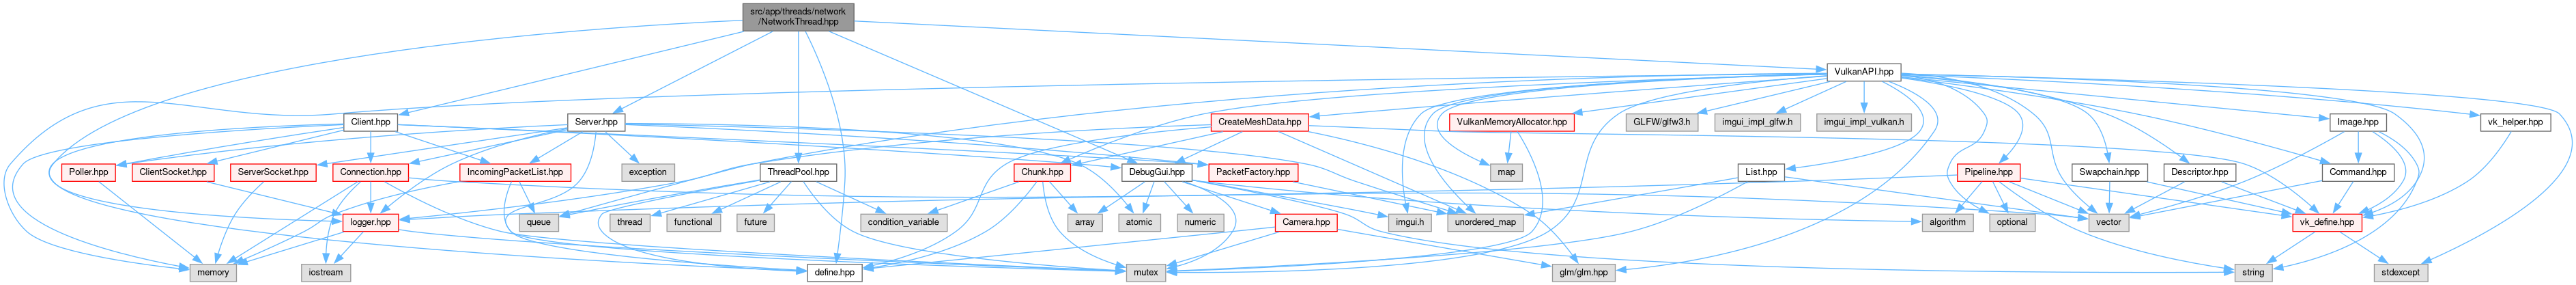 src/app/threads/network
/NetworkThread.hpp
VulkanAPI.hpp
Client.hpp
Server.hpp
CreateMeshData.hpp
VulkanMemoryAllocator.hpp
GLFW/glfw3.h
imgui_impl_glfw.h
imgui_impl_vulkan.h
Image.hpp
vk_helper.hpp
Poller.hpp
ClientSocket.hpp
ServerSocket.hpp
Connection.hpp
IncomingPacketList.hpp
exception
ThreadPool.hpp
Chunk.hpp
DebugGui.hpp
PacketFactory.hpp
map
List.hpp
Pipeline.hpp
Swapchain.hpp
Descriptor.hpp
Command.hpp
logger.hpp
queue
thread
functional
future
condition_variable
array
atomic
numeric
Camera.hpp
imgui.h
unordered_map
algorithm
optional
vector
vk_define.hpp
memory
iostream
define.hpp
mutex
glm/glm.hpp
string
stdexcept